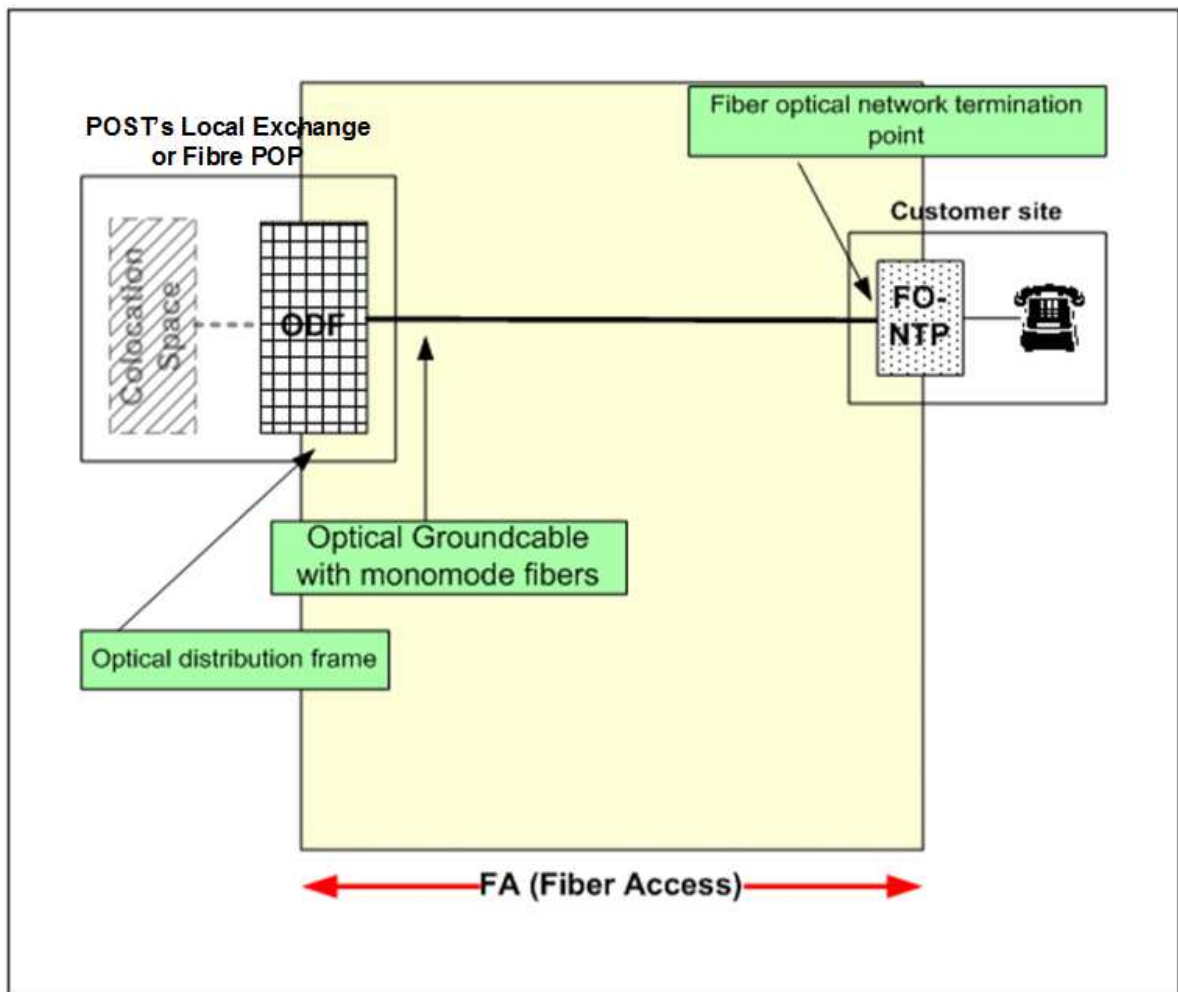 POST's Local Exchange
or Fibre POP
Fiber optical network termination
point
Customer site
Colocation
Space
ODF
FO-
NTP
Optical Groundcable
with monomode fibers
Optical distribution frame
FA (Fiber Access)